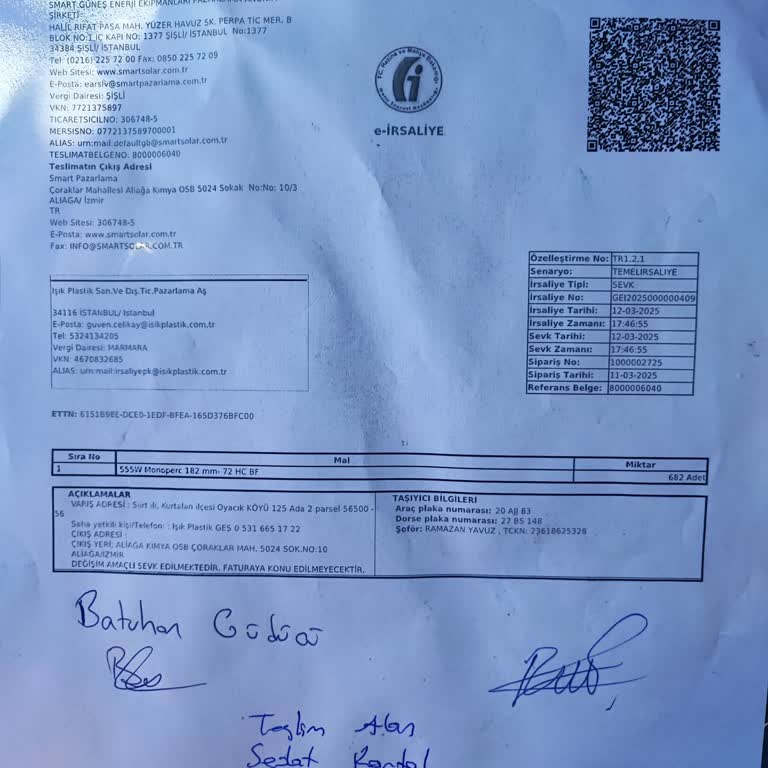 SMART GÜNEŞ ENERJİ EKİPMANLARI PAZARLAMA ANONİM
ŞİRKETİ
HALİL RIFAT PAŞA MAH. YÜZER HAVUZ SK. PERPA TİC MER. B
BLOK NO:1 İÇ KAPI NO: 1377 ŞİŞLİ/ İSTANBUL No:1377
34384 ŞİŞLİ/ İSTANBUL
Tel: (0216) 225 72 00 Fax: 0850 225 72 09
Web Sitesi: www.smartsolar.com.tr
E-Posta: earsiv@smartpazarlama.com.tr
Vergi Dairesi: ŞİŞLİ
VKN: 7721375897
TICARETSICILNO: 306748-5
MERSISNO: 0772137589700001
ALIAS: urn:mail:defaultgb@smartsolar.com.tr
TESLIMATBELGENO: 8000006040
Teslimatın Çıkış Adresi
Smart Pazarlama
Çoraklar Mahallesi Aliağa Kimya OSB 5024 Sokak No:No: 10/3
ALIAGA/ İzmir
TR
Web Sitesi: 306748-5
E-Posta: www.smartsolar.com.tr
Fax: INFO@SMARTSOLAR.COM.TR
e-İRSALİYE
Özelleştirme No: TR1.2.1
Senaryo: TEMELIRSALIYE
İrsaliye Tipi: SEVK
İrsaliye No: GEI2025000000409
İrsaliye Tarihi: 12-03-2025
İrsaliye Zamanı: 17:46:55
Sevk Tarihi: 12-03-2025
Sevk Zamanı: 17:46:55
Sipariş No: 1000002725
Sipariş Tarihi: 11-03-2025
Referans Belge: 8000006040
Işık Plastik San.Ve Dış.Tic.Pazarlama Aş
34116 İSTANBUL/ Istanbul
E-Posta: guven.celikay@isikplastik.com.tr
Tel: 5324134205
Vergi Dairesi: MARMARA
VKN: 4670832685
ALIAS: urn:mail:irsaliyepk@isikplastik.com.tr
ETTN: 6151B9EE-DCE0-1EDF-BFEA-165D376BFC00
Sıra No Mal Miktar
1 555W Monoperc 182 mm- 72 HC BF 682 Adet
AÇIKLAMALAR
VARIŞ ADRESİ : Siirt ili, Kurtalan ilçesi Oyacık KÖYÜ 125 Ada 2 parsel 56500 -
56
Saha yetkili kişi/Telefon: : Işık Plastik GES 0 531 665 17 22
ÇIKIŞ ADRESİ :
ÇIKIŞ YERİ: ALİAĞA KIMYA OSB ÇORAKLAR MAH. 5024 SOK.NO:10
ALİAĞA/İZMİR
DEĞİŞİM AMAÇLI SEVK EDİLMEKTEDİR. FATURAYA KONU EDİLMEYECEKTİR.
TAŞIYICI BİLGİLERİ
Araç plaka numarası: 20 AJJ 83
Dorse plaka numarası: 27 BS 148
Şoför: RAMAZAN YAVUZ , TCKN: 23618625328
Batuhan Güdücü
Teslim Alan
Sedat Kandal